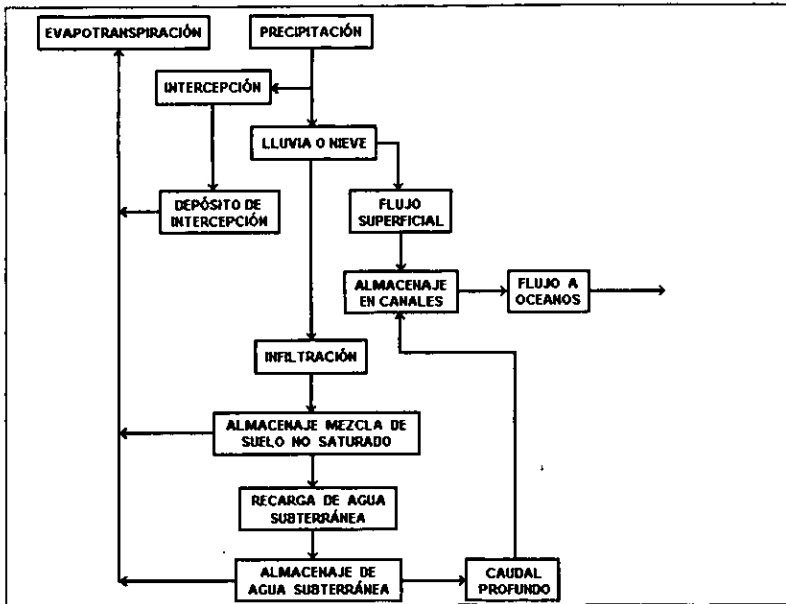 EVAPOTRANSPIRACIÓN
PRECIPITACIÓN
INTERCEPCIÓN
LLUVIA O NIEVE
DEPÓSITO DE
INTERCEPCIÓN
FLUJO
SUPERFICIAL
ALMACENAJE
EN CANALES
FLUJO A
OCEANOS
INFILTRACIÓN
ALMACENAJE MEZCLA DE
SUELO NO SATURADO
RECARGA DE AGUA
SUBTERRÁNEA
ALMACENAJE DE
AGUA SUBTERRÁNEA
CAUDAL
PROFUNDO